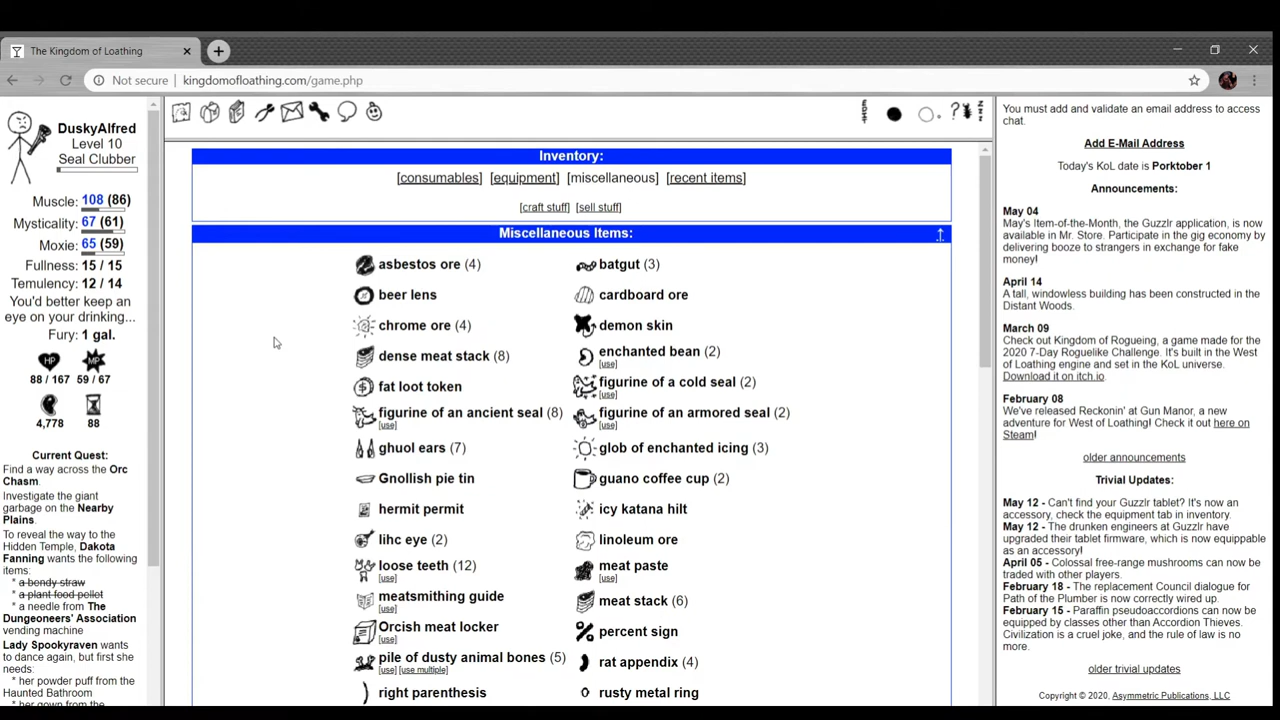 The Kingdom of Loathing
Not secure | kingdomofloathing.com/game.php
DuskyAlfred
Level 10
Seal Clubber
Muscle: 108 (86)
Mysticality: 67 (61)
Moxie: 65 (59)
Fullness: 15 / 15
Temulency: 12 / 14
You'd better keep an
eye on your drinking...
Fury: 1 gal.
HP
MP
88 / 167
59 / 67
4,778
88
Current Quest:
Find a way across the Orc
Chasm.
Investigate the giant
garbage on the Nearby
Plains.
To reveal the way to the
Hidden Temple, Dakota
Fanning wants the following
items:
* a bendy straw
* a plant food pellet
* a needle from The
Dungeoneers' Association
vending machine
Lady Spookyraven wants
to dance again, but first she
needs:
* her powder puff from the
Haunted Bathroom
* her gown from the
Inventory:
[consumables] [equipment] [miscellaneous] [recent items]
[craft stuff] [sell stuff]
Miscellaneous Items:
asbestos ore (4)
batgut (3)
beer lens
cardboard ore
chrome ore (4)
demon skin
dense meat stack (8)
enchanted bean (2)
[use]
fat loot token
figurine of a cold seal (2)
[use]
figurine of an ancient seal (8)
[use]
figurine of an armored seal (2)
[use]
ghuol ears (7)
glob of enchanted icing (3)
Gnollish pie tin
guano coffee cup (2)
hermit permit
icy katana hilt
lihc eye (2)
linoleum ore
loose teeth (12)
[use]
meat paste
[use]
meatsmithing guide
[use]
meat stack (6)
Orcish meat locker
[use]
percent sign
pile of dusty animal bones (5)
[use] [use multiple]
rat appendix (4)
right parenthesis
rusty metal ring
You must add and validate an email address to access
chat.
Add E-Mail Address
Today's KoL date is Porktober 1
Announcements:
May 04
May's Item-of-the-Month, the Guzzlr application, is now
available in Mr. Store. Participate in the gig economy by
delivering booze to strangers in exchange for fake
money!
April 14
A tall, windowless building has been constructed in the
Distant Woods.
March 09
Check out Kingdom of Rogueing, a game made for the
2020 7-Day Roguelike Challenge. It's built in the West
of Loathing engine and set in the KoL universe.
Download it on itch.io.
February 08
We've released Reckonin' at Gun Manor, a new
adventure for West of Loathing! Check it out here on
Steam!
older announcements
Trivial Updates:
May 12 - Can't find your Guzzlr tablet? It's now an
accessory, check the equipment tab in inventory.
May 12 - The drunken engineers at Guzzlr have
upgraded their tablet firmware, which is now equippable
as an accessory!
April 05 - Colossal free-range mushrooms can now be
traded with other players.
February 18 - The replacement Council dialogue for
Path of the Plumber is now correctly wired up.
February 15 - Paraffin pseudoaccordions can now be
equipped by classes other than Accordion Thieves.
Civilization is a cruel joke, and the rule of law is no
more.
older trivial updates
Copyright © 2020, Asymmetric Publications, LLC